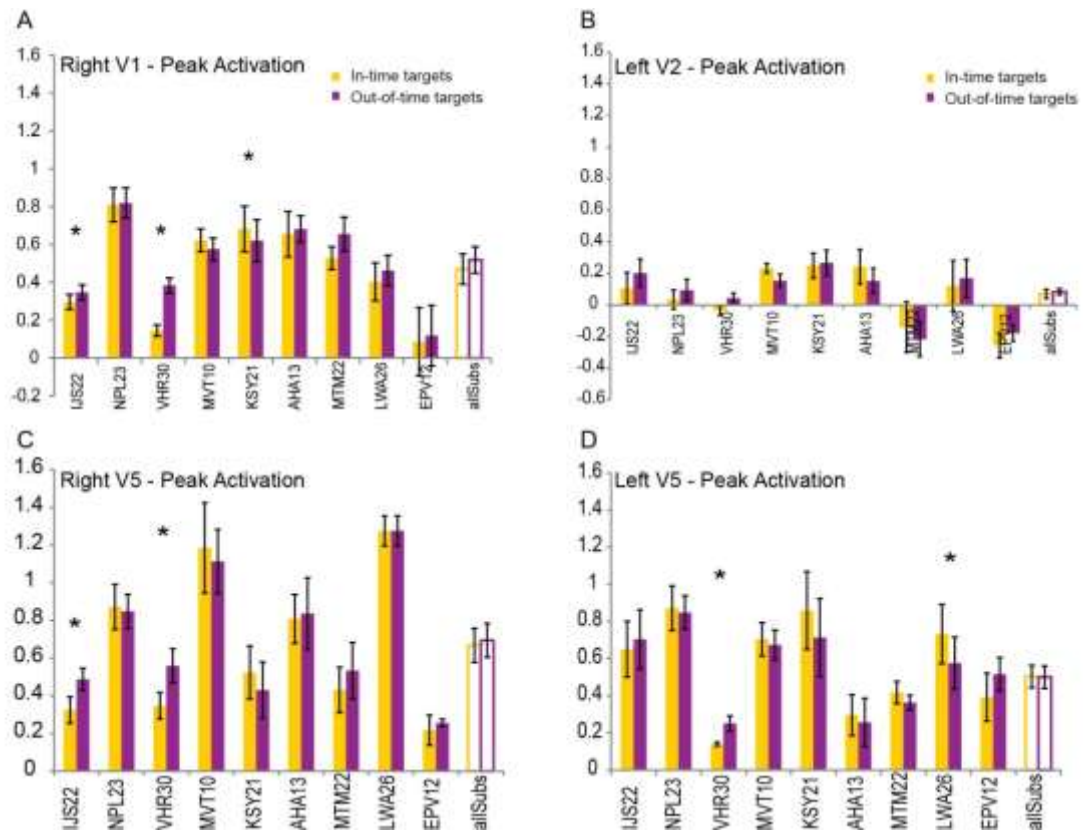 A
Right V1 - Peak Activation
In-time targets
Out-of-time targets
1.6
1.4
1.2
1
0.8
0.6
0.4
0.2
0
-0.2
*
*
*
IJS22
NPL23
VHR30
MVT10
KSY21
AHA13
MTM22
LWA26
EPV12
allSubs
B
Left V2 - Peak Activation
In-time targets
Out-of-time targets
1.6
1.4
1.2
1
0.8
0.6
0.4
0.2
0
-0.2
-0.4
-0.6
IJS22
NPL23
VHR30
MVT10
KSY21
AHA13
LWA26
allSubs
C
Right V5 - Peak Activation
1.6
1.4
1.2
1
0.8
0.6
0.4
0.2
0
*
*
IJS22
NPL23
VHR30
MVT10
KSY21
AHA13
MTM22
LWA26
EPV12
allSubs
D
Left V5 - Peak Activation
1.6
1.4
1.2
1
0.8
0.6
0.4
0.2
0
*
*
IJS22
NPL23
VHR30
MVT10
KSY21
AHA13
MTM22
LWA26
EPV12
allSubs